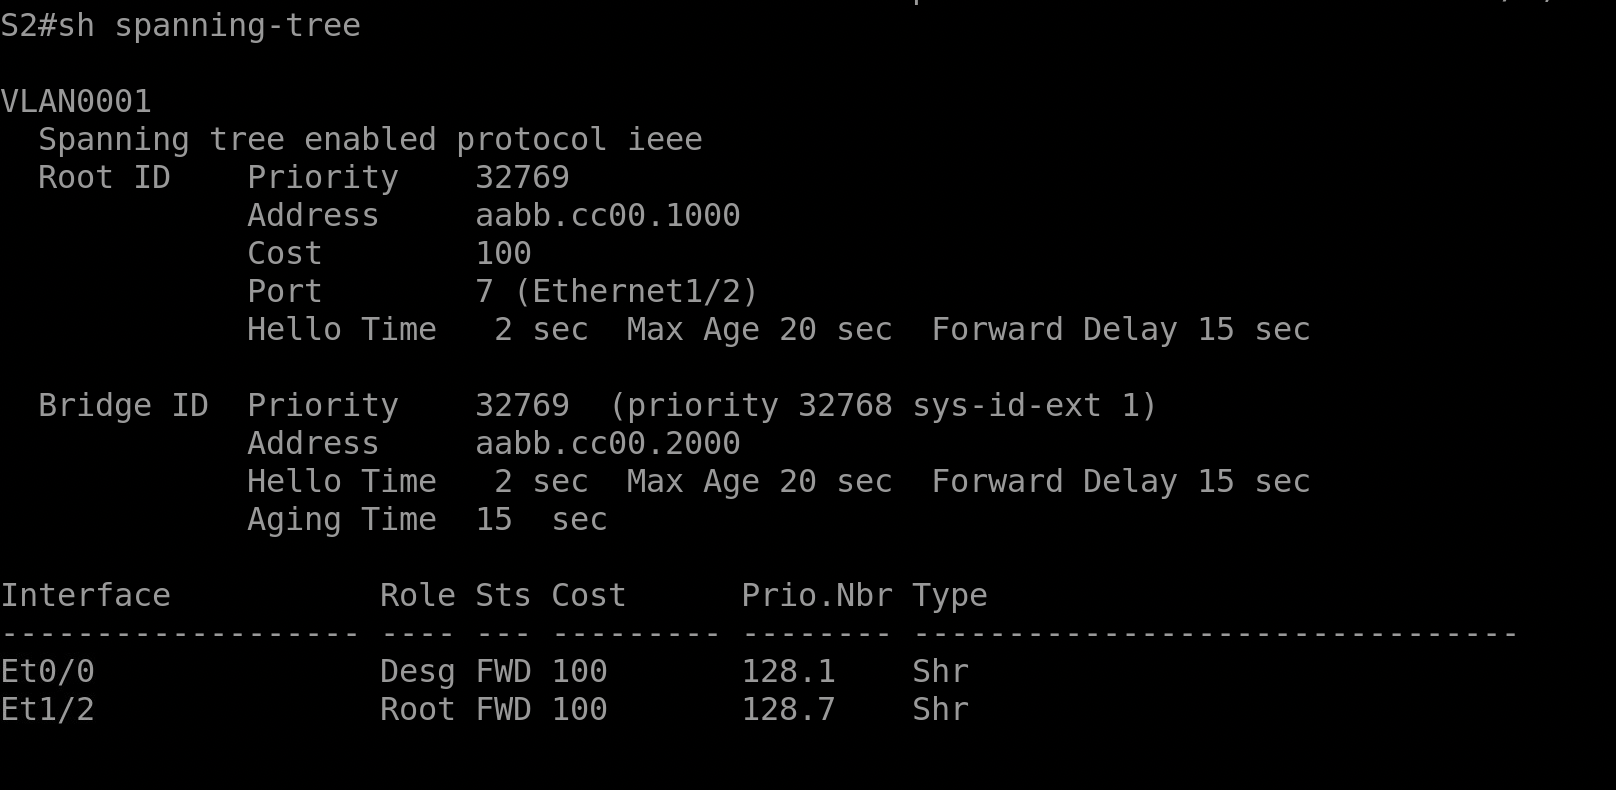 S2#sh spanning-tree

VLAN0001
  Spanning tree enabled protocol ieee
  Root ID    Priority    32769
             Address     aabb.cc00.1000
             Cost        100
             Port        7 (Ethernet1/2)
             Hello Time   2 sec  Max Age 20 sec  Forward Delay 15 sec

  Bridge ID  Priority    32769  (priority 32768 sys-id-ext 1)
             Address     aabb.cc00.2000
             Hello Time   2 sec  Max Age 20 sec  Forward Delay 15 sec
             Aging Time  15  sec

Interface           Role Sts Cost      Prio.Nbr Type
------------------- ---- --- --------- -------- --------------------------------
Et0/0               Desg FWD 100       128.1    Shr
Et1/2               Root FWD 100       128.7    Shr